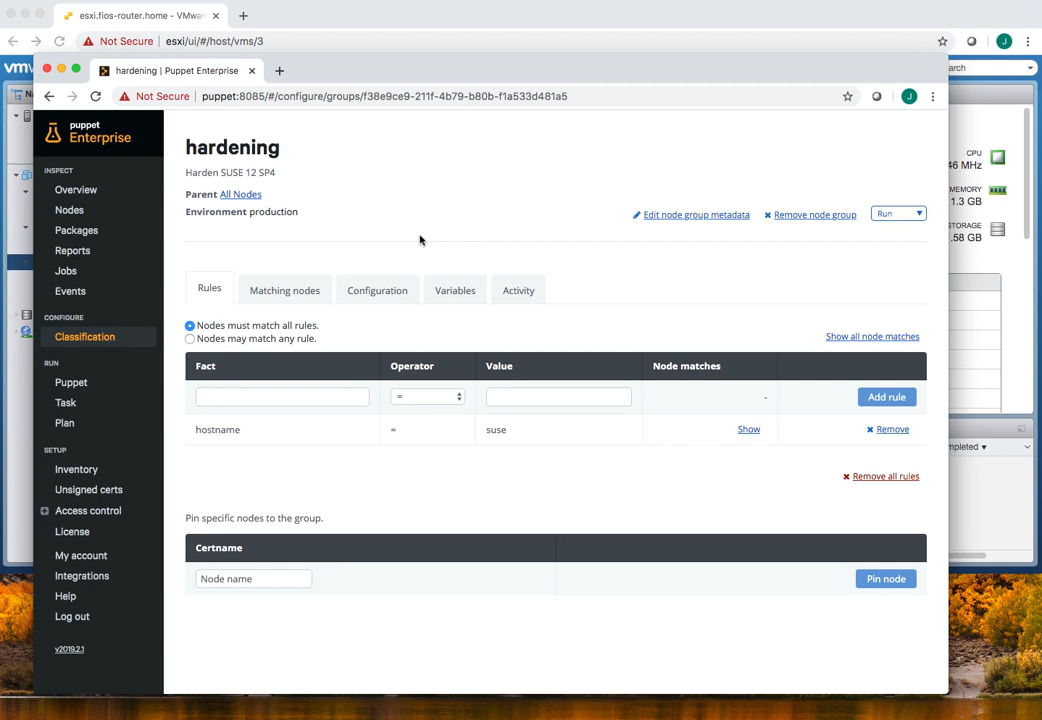 esxi.fios-router.home - VMwar
Not Secure esxi/ui/#/host/vms/3
J
vm
arch
hardening | Puppet Enterprise
Not Secure puppet:8085/#/configure/groups/f38e9ce9-211f-4b79-b80b-f1a533d481a5
J
puppet
Enterprise
INSPECT
Overview
Nodes
Packages
Reports
Jobs
Events
CONFIGURE
Classification
RUN
Puppet
Task
Plan
SETUP
Inventory
Unsigned certs
Access control
License
My account
Integrations
Help
Log out
v2019.2.1
hardening
Harden SUSE 12 SP4
Parent All Nodes
Environment production
Edit node group metadata Remove node group Run
Rules Matching nodes Configuration Variables Activity
Nodes must match all rules.
Nodes may match any rule.
Show all node matches
Fact Operator Value Node matches
= - Add rule
hostname = suse Show Remove
Remove all rules
Pin specific nodes to the group.
Certname
Node name Pin node
CPU
46 MHz
MEMORY
1.3 GB
STORAGE
.58 GB
mpleted